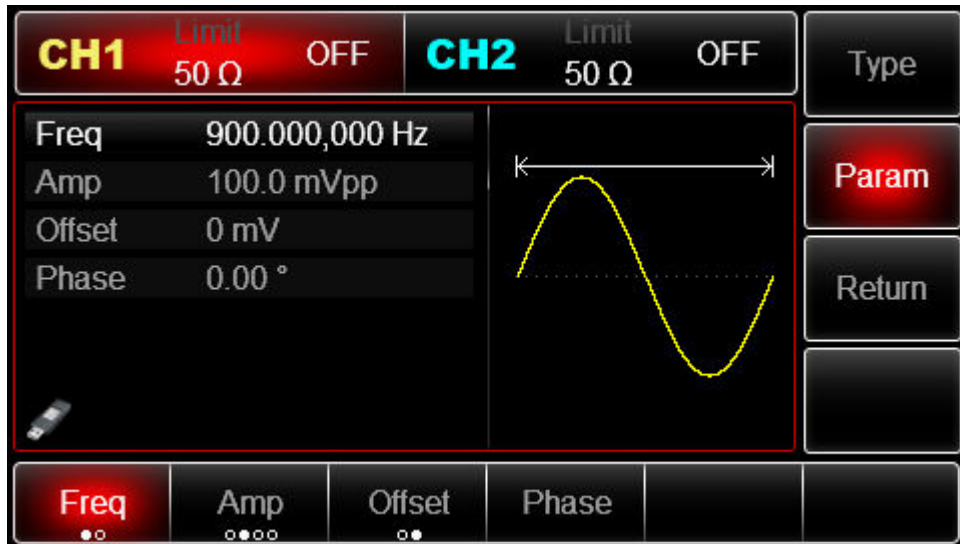 CH1 Limit 50 Ω OFF
CH2 Limit 50 Ω OFF
Type
Freq 900.000,000 Hz
Amp 100.0 mVpp
Offset 0 mV
Phase 0.00 °
Param
Return
Freq Amp Offset Phase